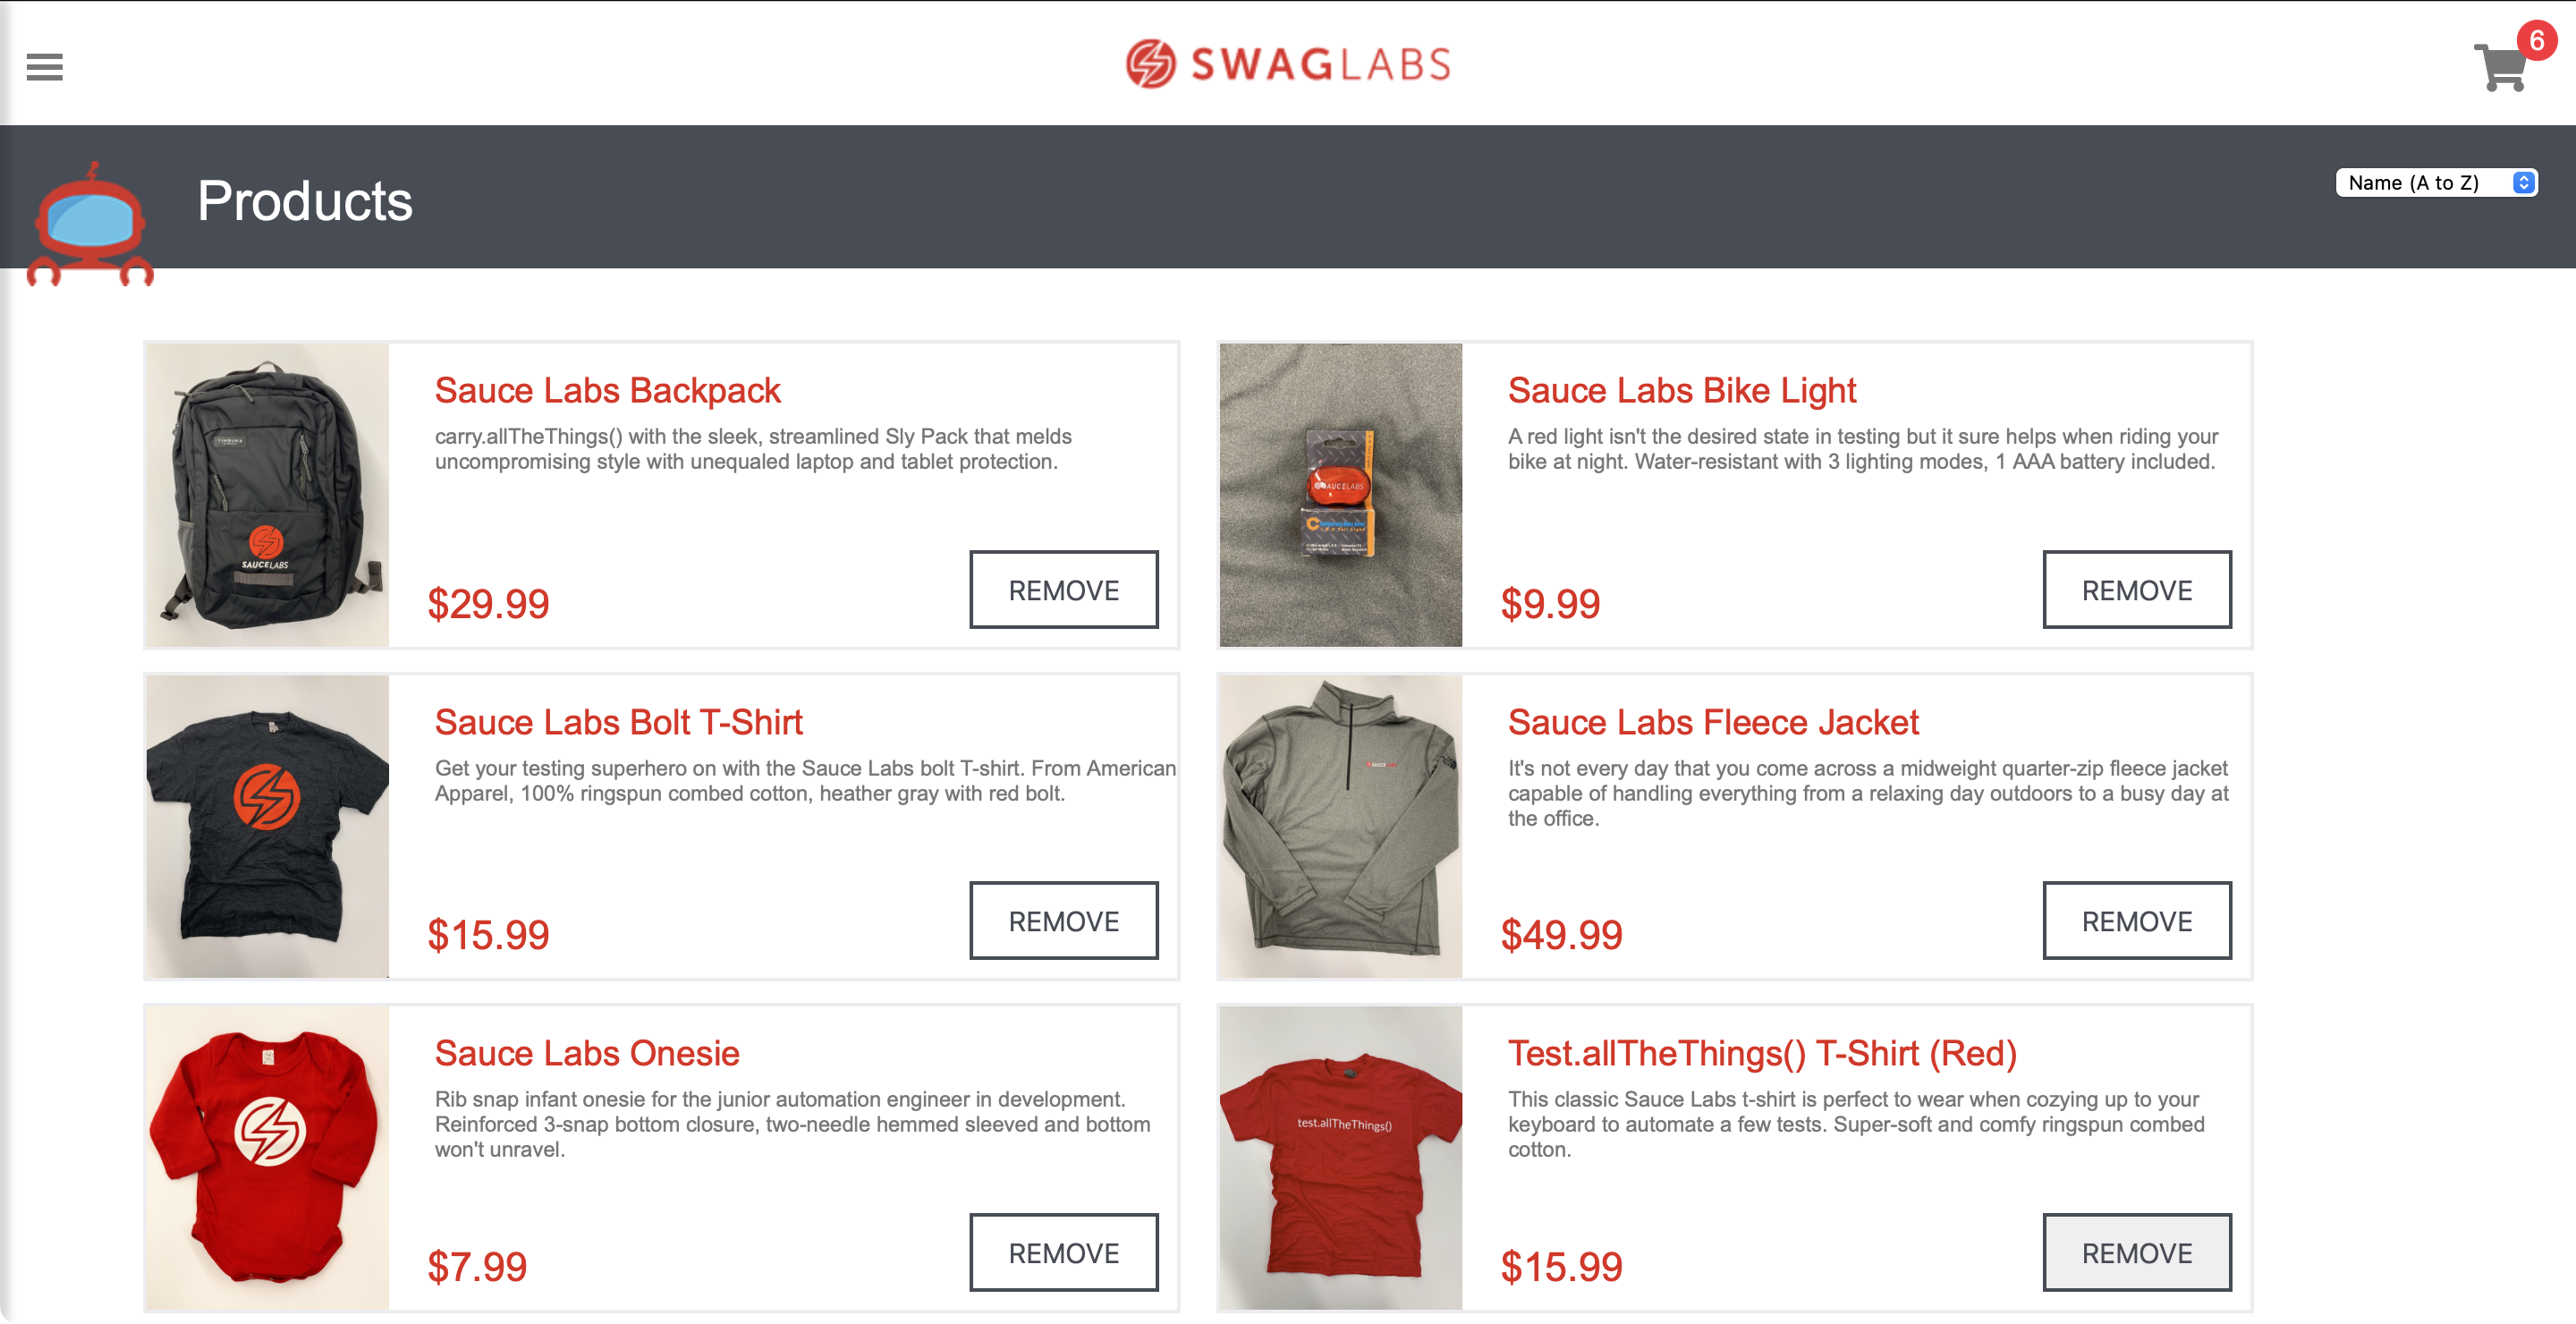 SWAGLABS
6
Products
Name (A to Z)
Sauce Labs Backpack
carry.allTheThings() with the sleek, streamlined Sly Pack that melds
uncompromising style with unequaled laptop and tablet protection.
SAUCELABS
$29.99
REMOVE
Sauce Labs Bike Light
A red light isn't the desired state in testing but it sure helps when riding your
bike at night. Water-resistant with 3 lighting modes, 1 AAA battery included.
SAUCELABS
$9.99
REMOVE
Sauce Labs Bolt T-Shirt
Get your testing superhero on with the Sauce Labs bolt T-shirt. From American
Apparel, 100% ringspun combed cotton, heather gray with red bolt.
$15.99
REMOVE
Sauce Labs Fleece Jacket
It's not every day that you come across a midweight quarter-zip fleece jacket
capable of handling everything from a relaxing day outdoors to a busy day at
the office.
$49.99
REMOVE
Sauce Labs Onesie
Rib snap infant onesie for the junior automation engineer in development.
Reinforced 3-snap bottom closure, two-needle hemmed sleeved and bottom
won't unravel.
$7.99
REMOVE
Test.allTheThings() T-Shirt (Red)
This classic Sauce Labs t-shirt is perfect to wear when cozying up to your
keyboard to automate a few tests. Super-soft and comfy ringspun combed
cotton.
test.allTheThings()
$15.99
REMOVE